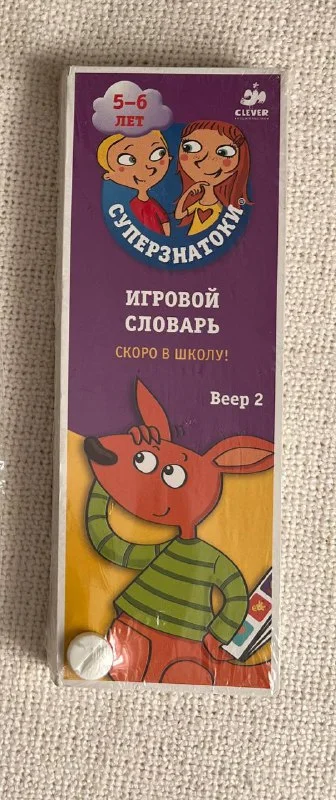 5–6
ЛЕТ
CLEVER
СУПЕРЗНАТОКИ®
ИГРОВОЙ
СЛОВАРЬ
СКОРО В ШКОЛУ!
Веер 2